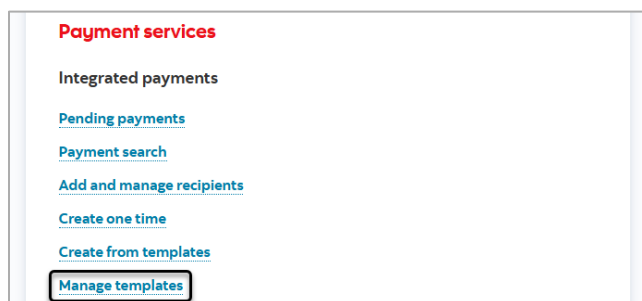 Payment services
Integrated payments
Pending payments
Payment search
Add and manage recipients
Create one time
Create from templates
Manage templates